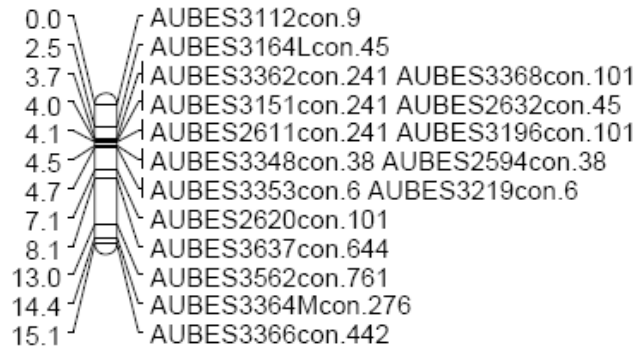 0.0 AUBES3112con.9
2.5 AUBES3164Lcon.45
3.7 AUBES3362con.241 AUBES3368con.101
4.0 AUBES3151con.241 AUBES2632con.45
4.1 AUBES2611con.241 AUBES3196con.101
4.5 AUBES3348con.38 AUBES2594con.38
4.7 AUBES3353con.6 AUBES3219con.6
7.1 AUBES2620con.101
8.1 AUBES3637con.644
13.0 AUBES3562con.761
14.4 AUBES3364Mcon.276
15.1 AUBES3366con.442